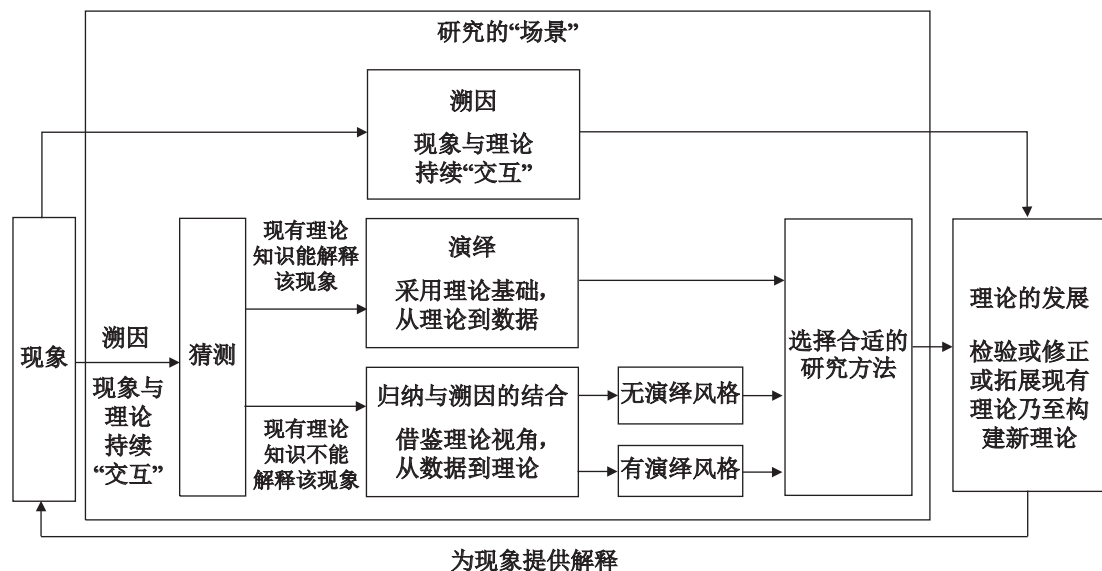 研究的“场景”
溯因
现象与理论
持续“交互”
现象
溯因
现象与
理论
持续
“交互”
猜测
现有理论
知识能解释
该现象
现有理论
知识不能
解释该现象
演绎
采用理论基础，
从理论到数据
归纳与溯因的结合
借鉴理论视角，
从数据到理论
无演绎风格
有演绎风格
选择合适的
研究方法
理论的发展
检验或修正
或拓展现有
理论乃至构
建新理论
为现象提供解释